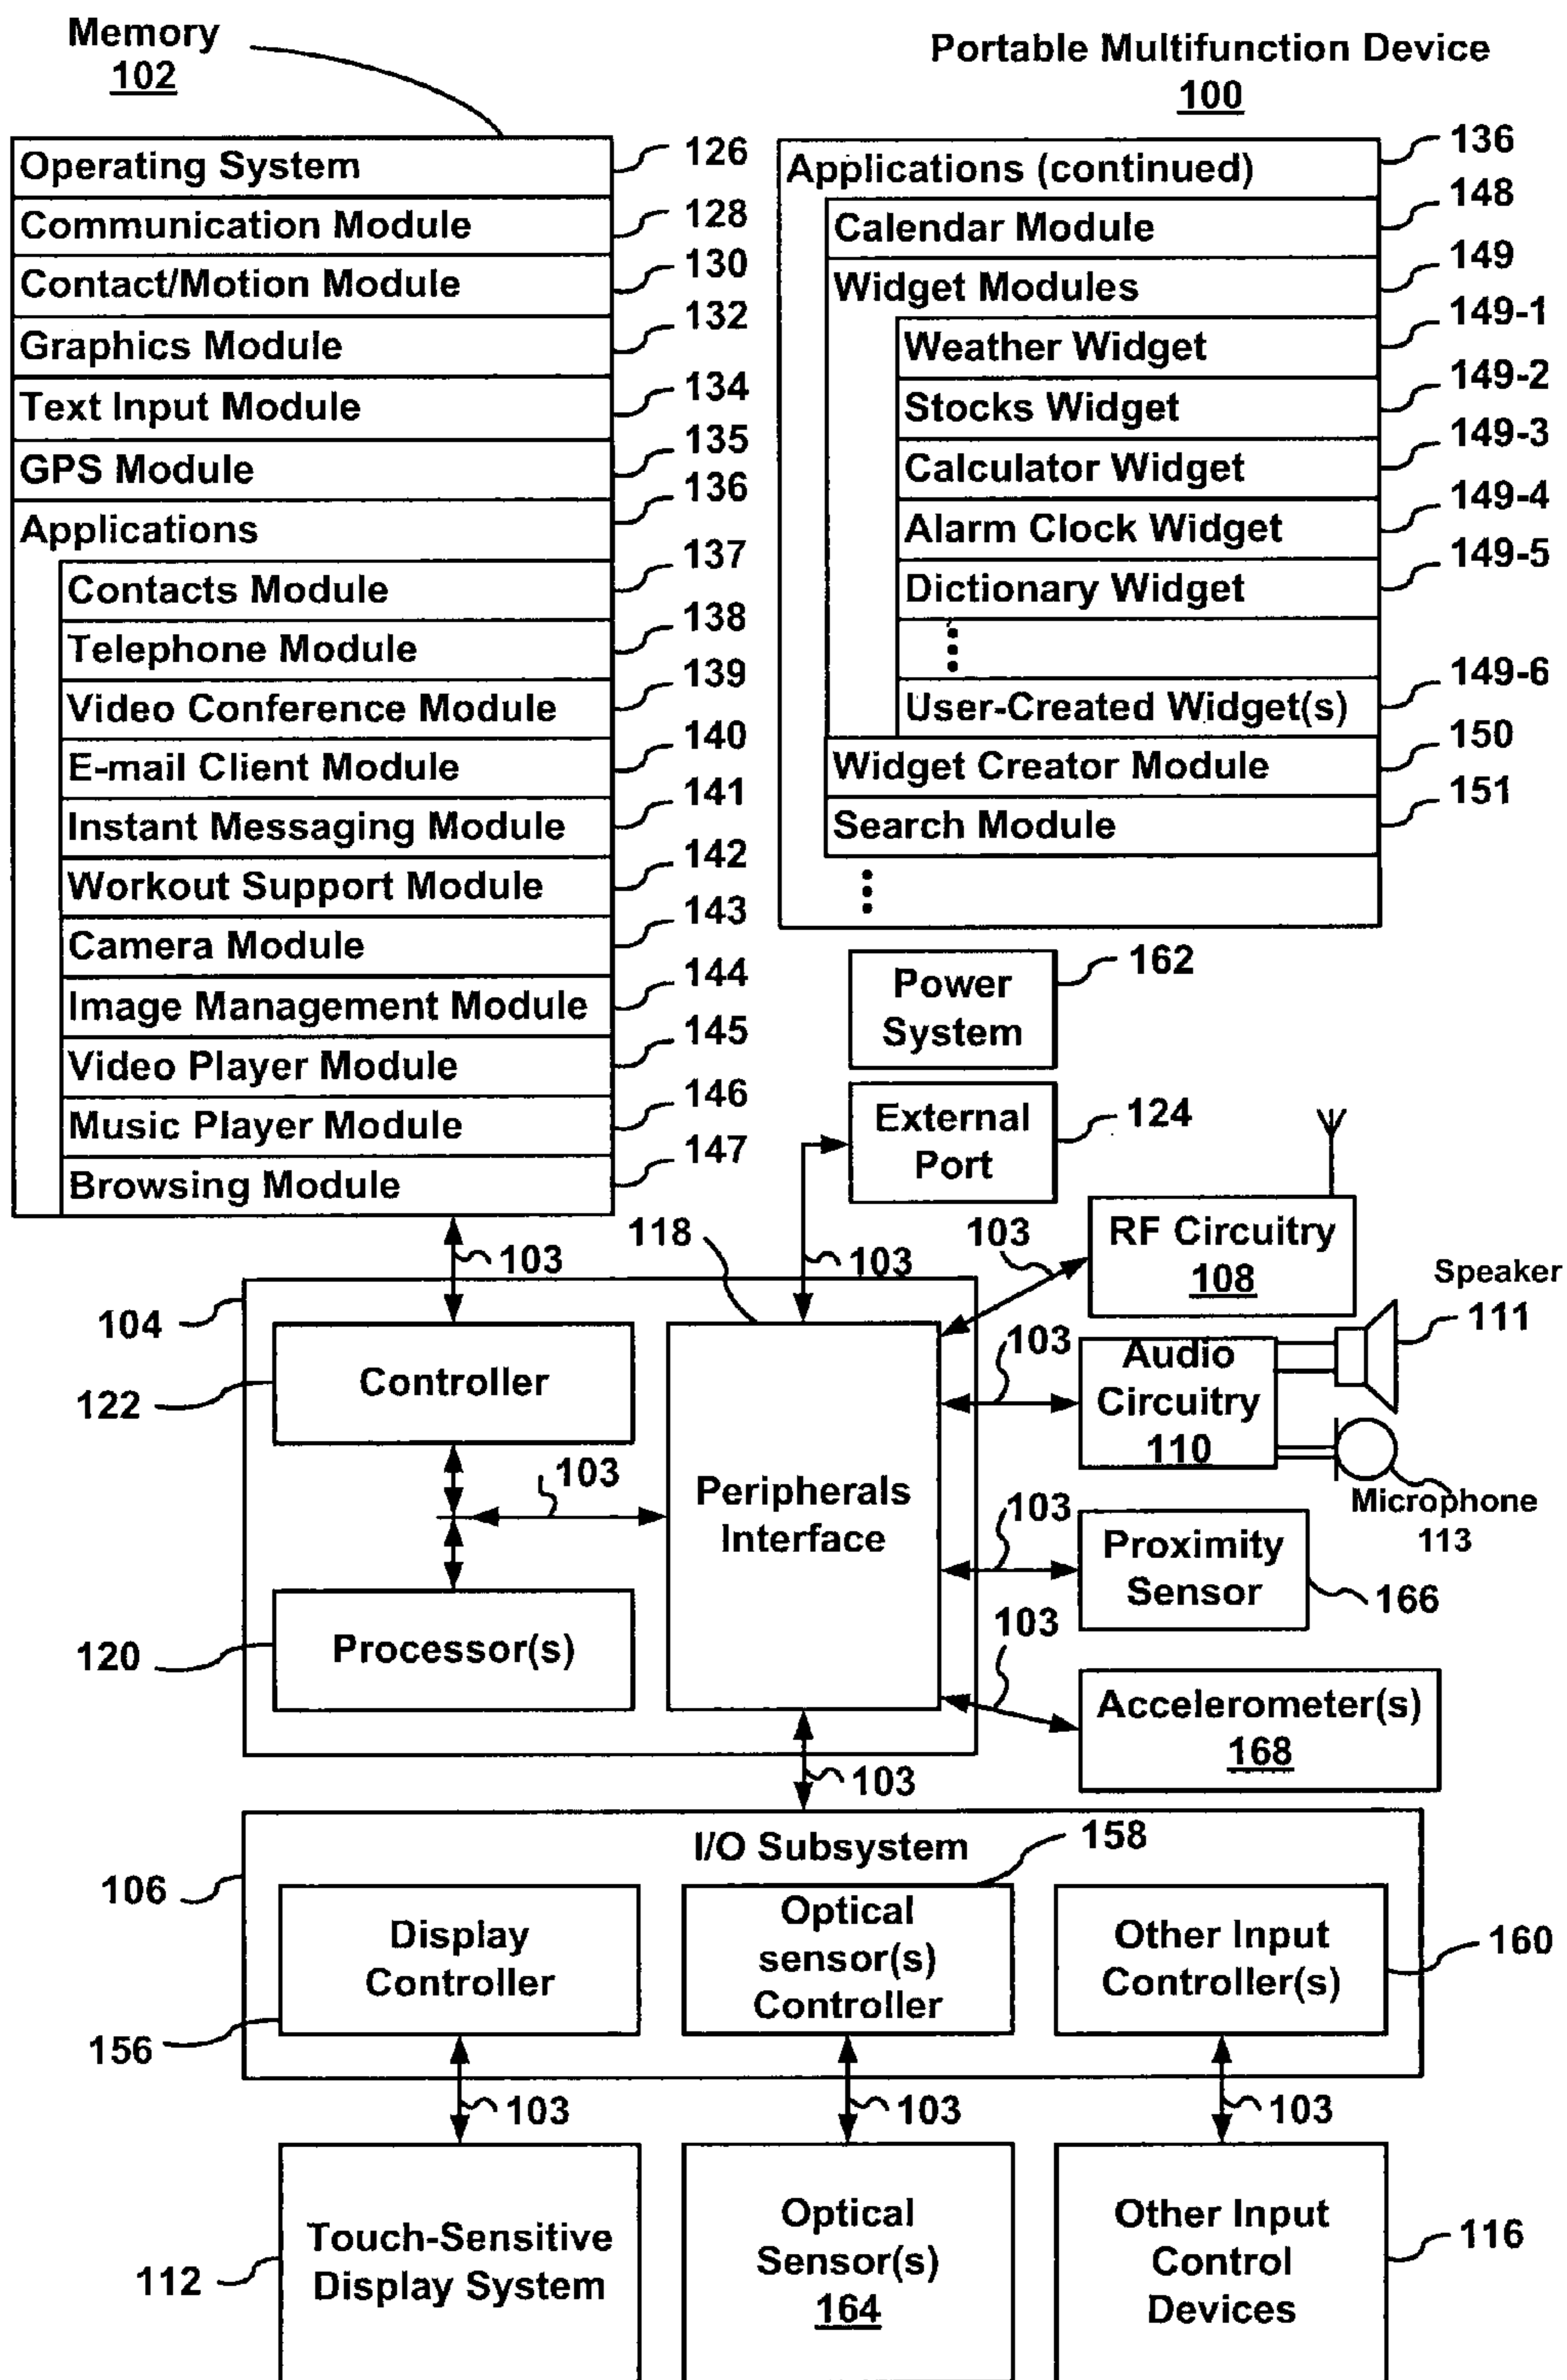 Memory
102
Portable Multifunction Device
100
Operating System
126
Communication Module
128
Contact/Motion Module
130
Graphics Module
132
Text Input Module
134
GPS Module
135
Applications
136
Contacts Module
137
Telephone Module
138
Video Conference Module
139
E-mail Client Module
140
Instant Messaging Module
141
Workout Support Module
142
Camera Module
143
Image Management Module
144
Video Player Module
145
Music Player Module
146
Browsing Module
147
Applications (continued)
136
Calendar Module
148
Widget Modules
149
Weather Widget
149-1
Stocks Widget
149-2
Calculator Widget
149-3
Alarm Clock Widget
149-4
Dictionary Widget
149-5
User-Created Widget(s)
149-6
Widget Creator Module
150
Search Module
151
Power
System
162
External
Port
124
103
118
103
103
RF Circuitry
108
Speaker
111
104
Controller
122
103
Audio
Circuitry
110
Microphone
113
103
Peripherals
Interface
103
Proximity
Sensor
166
Processor(s)
120
103
Accelerometer(s)
168
103
I/O Subsystem
106
158
Display
Controller
156
Optical
sensor(s)
Controller
Other Input
Controller(s)
160
103
103
103
Touch-Sensitive
Display System
112
Optical
Sensor(s)
164
Other Input
Control
Devices
116